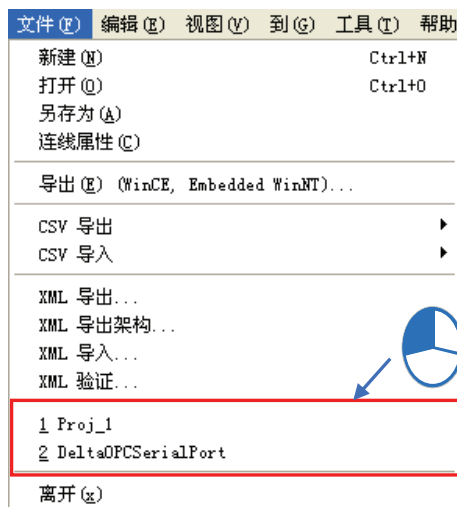 文件(F) 编辑(E) 视图(V) 到(G) 工具(T) 帮助
新建(N) Ctrl+N
打开(O) Ctrl+O
另存为(A)
连线属性(C)
导出(E) (WinCE, Embedded WinNT)...
CSV 导出
CSV 导入
XML 导出...
XML 导出架构...
XML 导入...
XML 验证...
1 Proj_1
2 DeltaOPCSerialPort
离开(x)